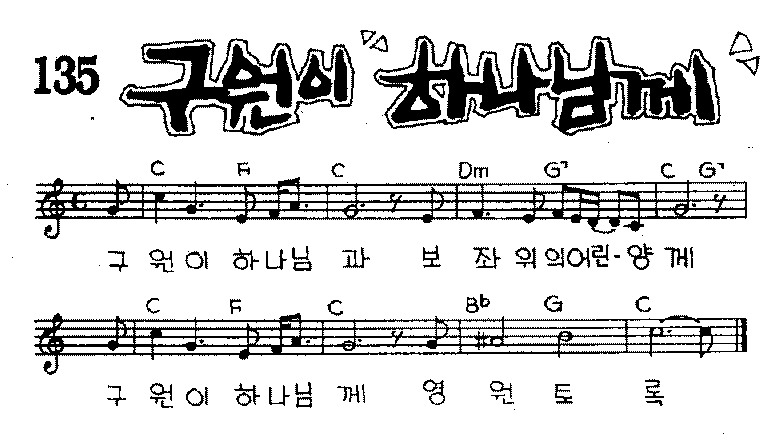 135 구원이 하나님께
C F C Dm G7 C G7
구 원 이 하 나 님 과 보 좌 위 의 어 린 - 양 께
C F C Bb G C
구 원 이 하 나 님 께 영 원 토 록